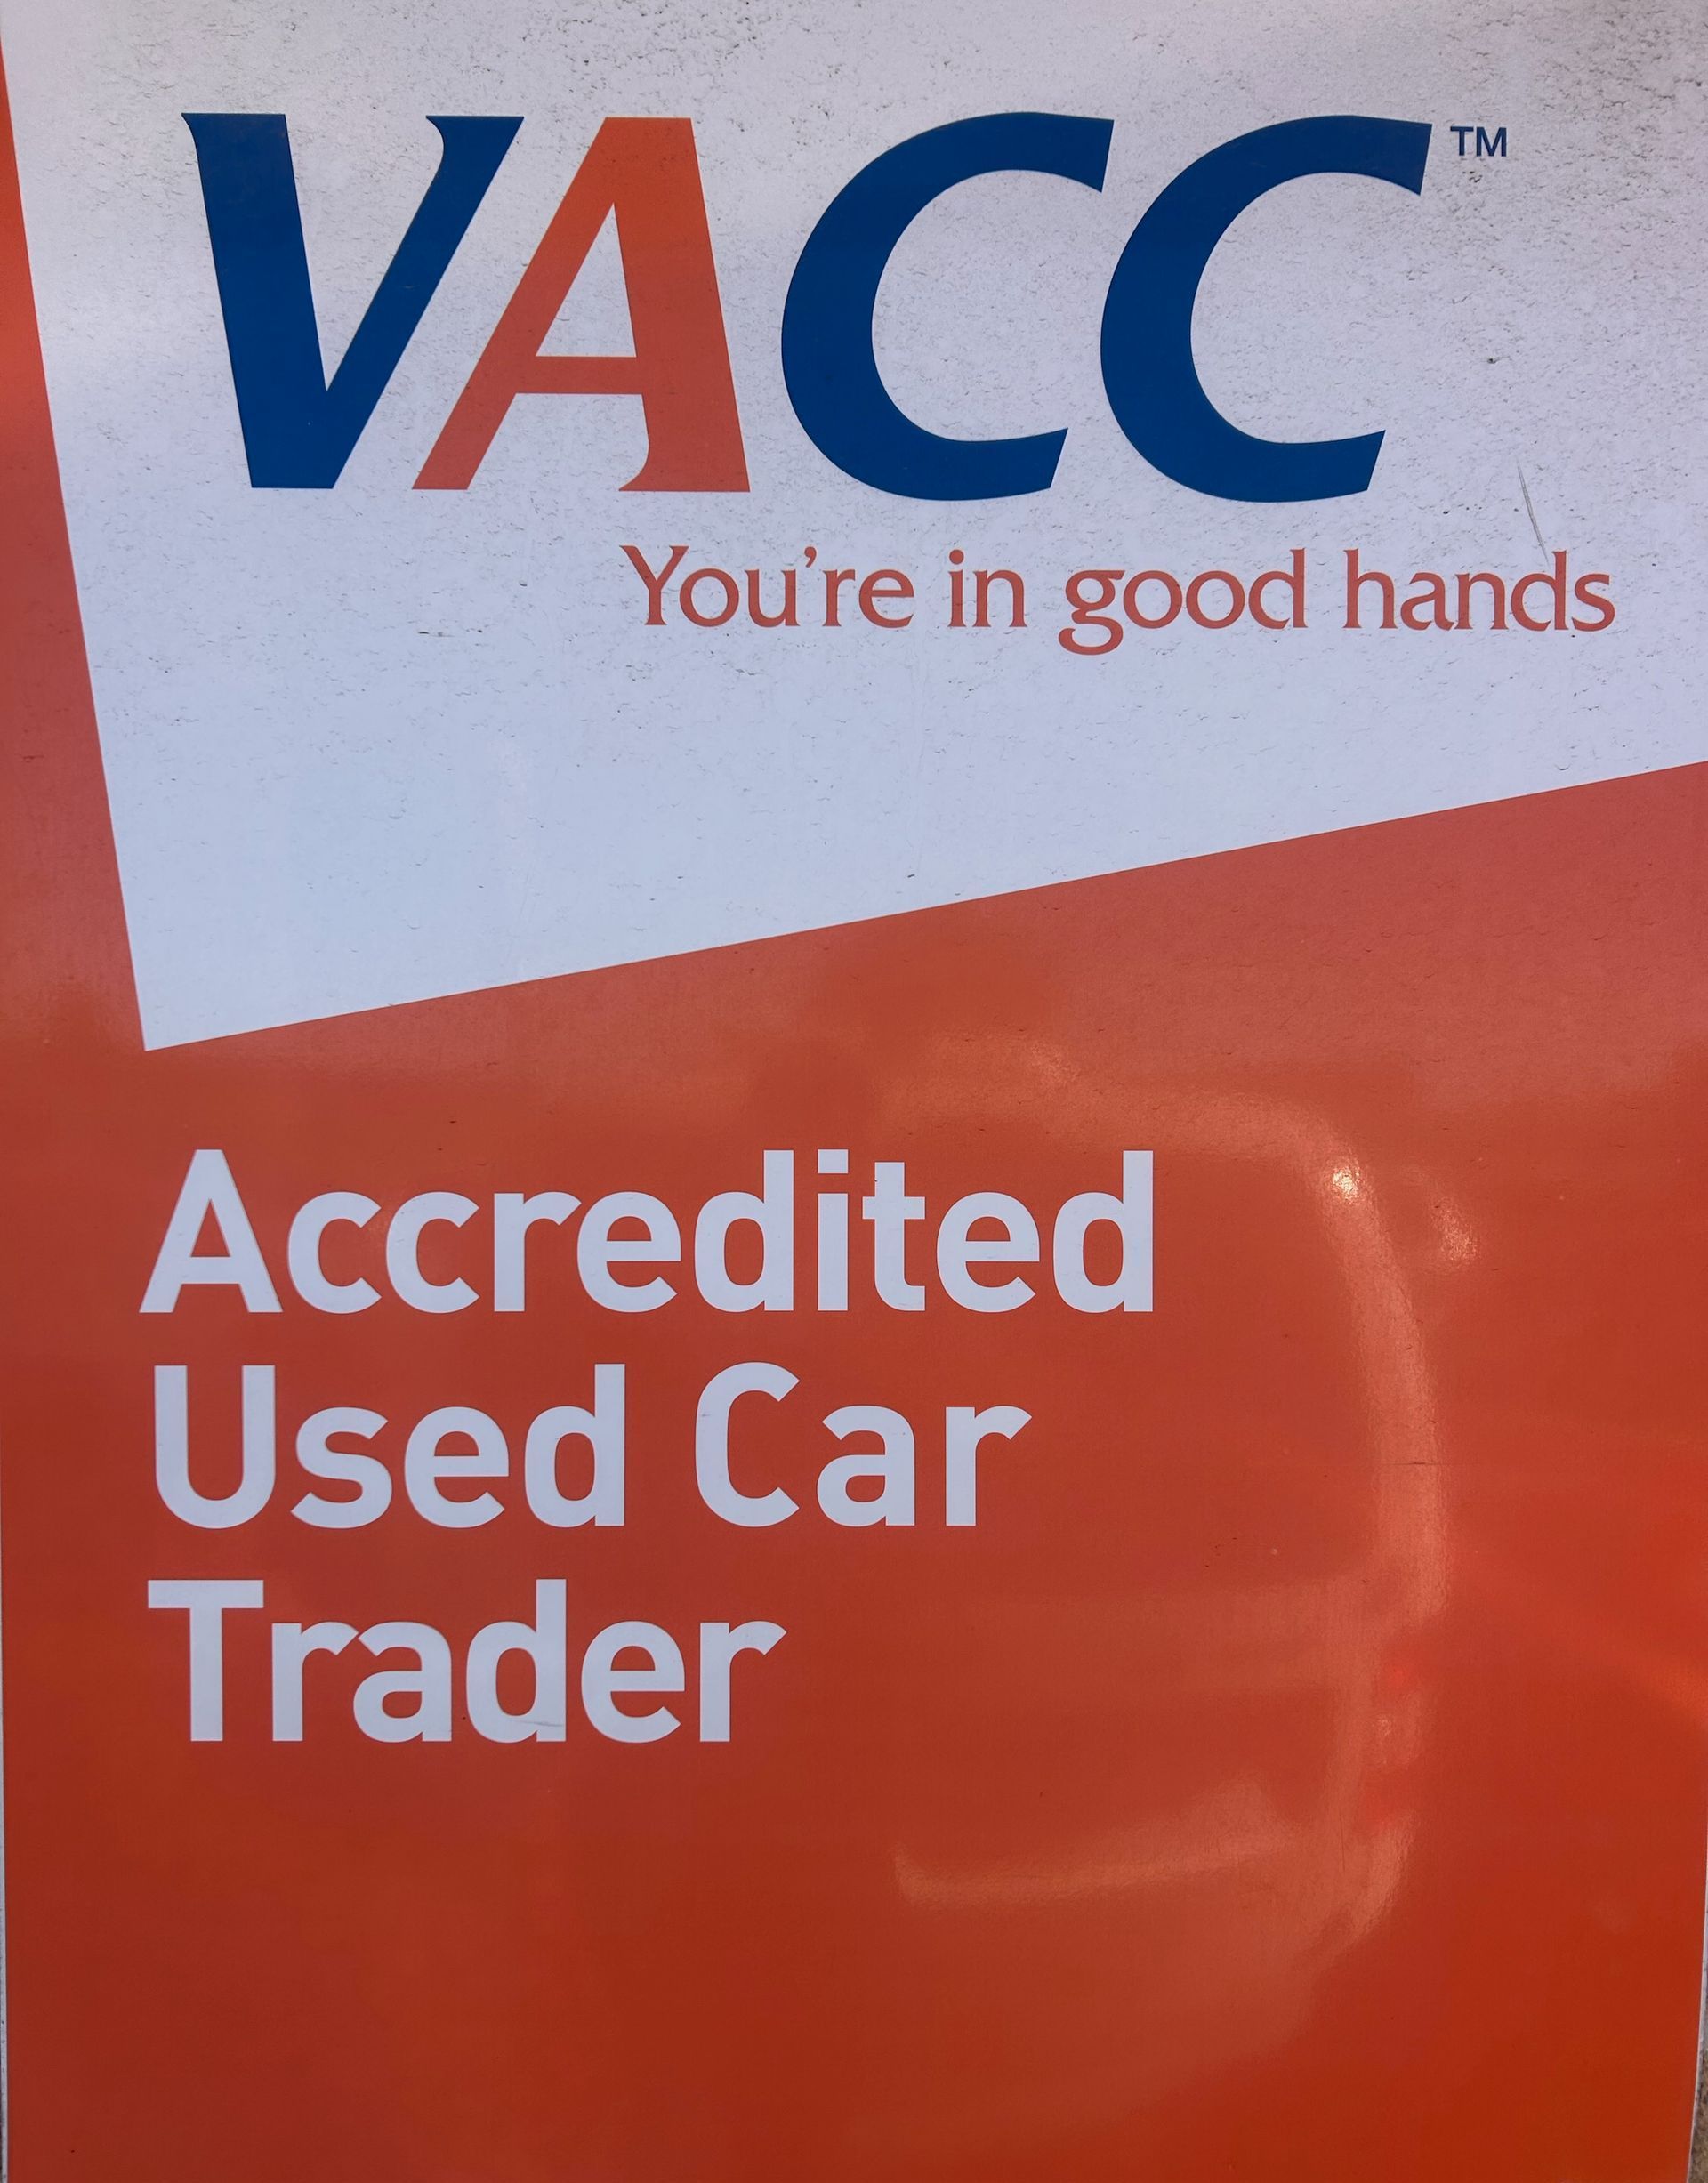 VACC™
You're in good hands
Accredited
Used Car
Trader